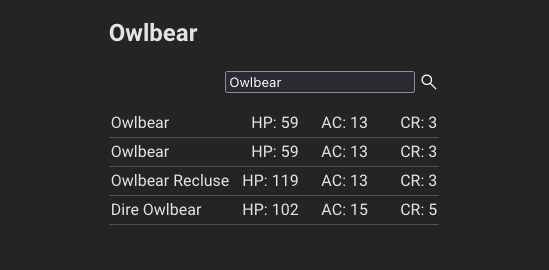 Owlbear
Owlbear
Owlbear HP: 59 AC: 13 CR: 3
Owlbear HP: 59 AC: 13 CR: 3
Owlbear Recluse HP: 119 AC: 13 CR: 3
Dire Owlbear HP: 102 AC: 15 CR: 5